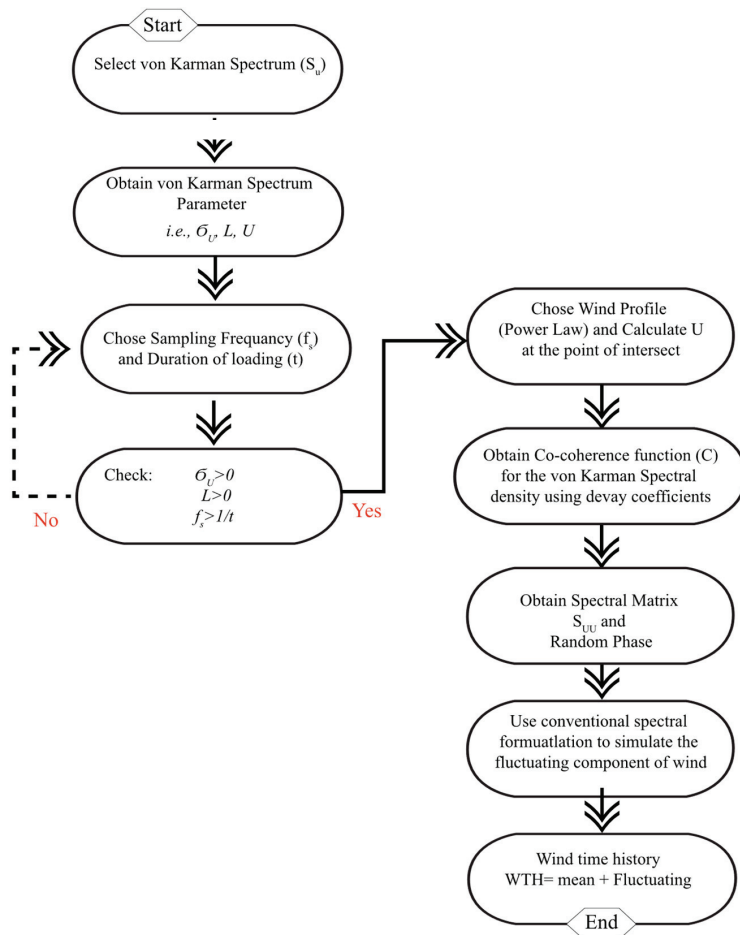 Start
Select von Karman Spectrum (S_u)
Obtain von Karman Spectrum
Parameter
i.e., σ_U, L, U
Chose Sampling Frequancy (f_s)
and Duration of loading (t)
Check: σ_U>0
L>0
f_s>1/t
No
Yes
Chose Wind Profile
(Power Law) and Calculate U
at the point of intersect
Obtain Co-coherence function (C)
for the von Karman Spectral
density using devay coefficients
Obtain Spectral Matrix
S_UU and
Random Phase
Use conventional spectral
formuatlation to simulate the
fluctuating component of wind
Wind time history
WTH= mean + Fluctuating
End